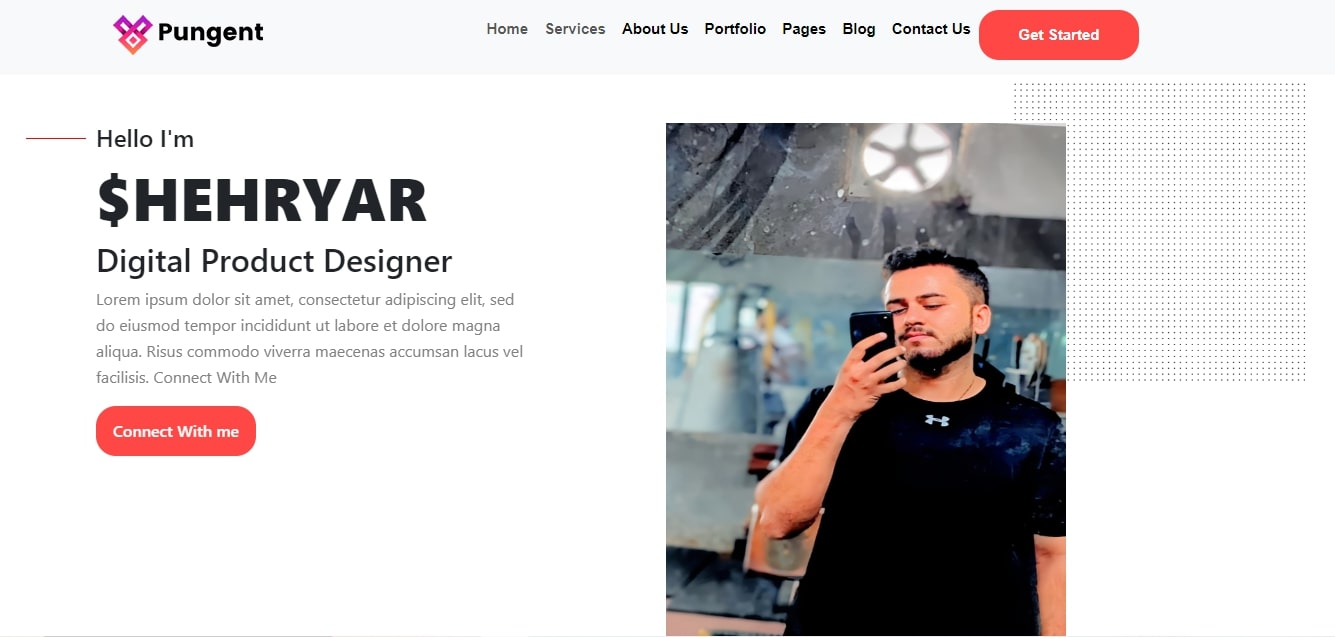 Pungent
Home Services About Us Portfolio Pages Blog Contact Us Get Started
Hello I'm
$HEHRYAR
Digital Product Designer
Lorem ipsum dolor sit amet, consectetur adipiscing elit, sed
do eiusmod tempor incididunt ut labore et dolore magna
aliqua. Risus commodo viverra maecenas accumsan lacus vel
facilisis. Connect With Me
Connect With me